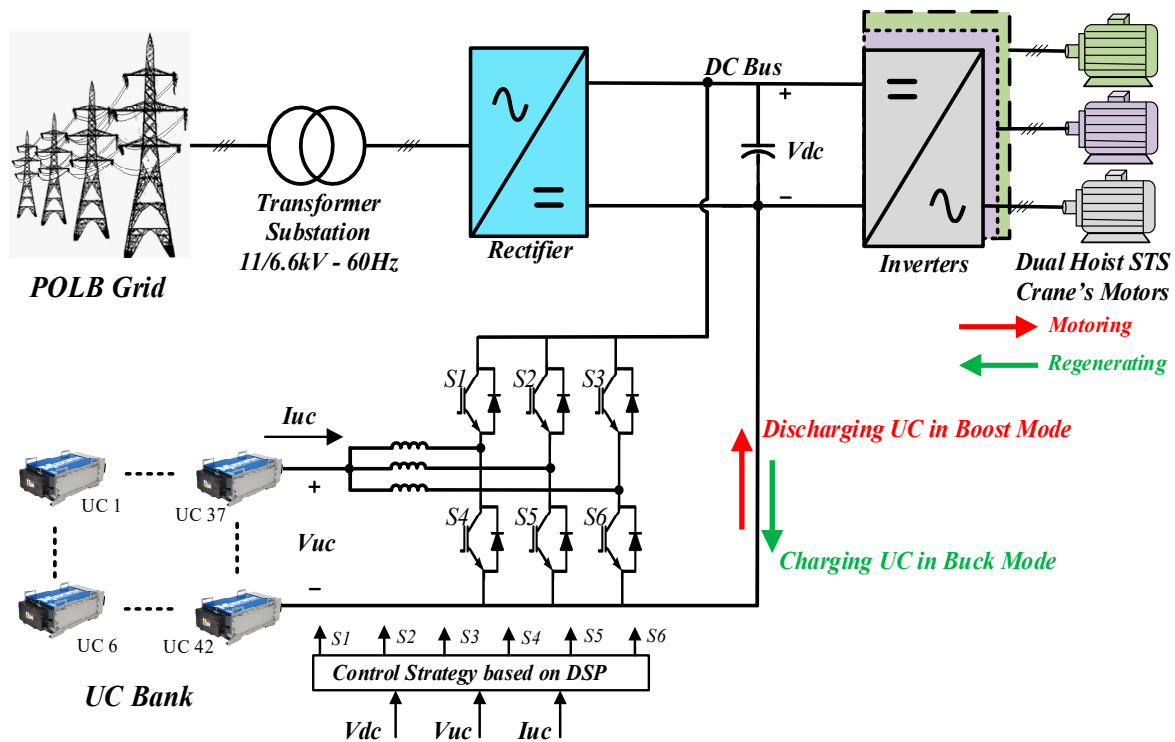 DC Bus
+
Vdc
−
Transformer
Substation
11/6.6kV - 60Hz
Rectifier
Inverters
POLB Grid
Dual Hoist STS
Crane's Motors
Motoring
Regenerating
S1
S2
S3
Iuc
Discharging UC in Boost Mode
UC 1
UC 37
+
S4
S5
S6
Vuc
Charging UC in Buck Mode
−
UC 6
UC 42
S1
S2
S3
S4
S5
S6
Control Strategy based on DSP
UC Bank
Vdc
Vuc
Iuc